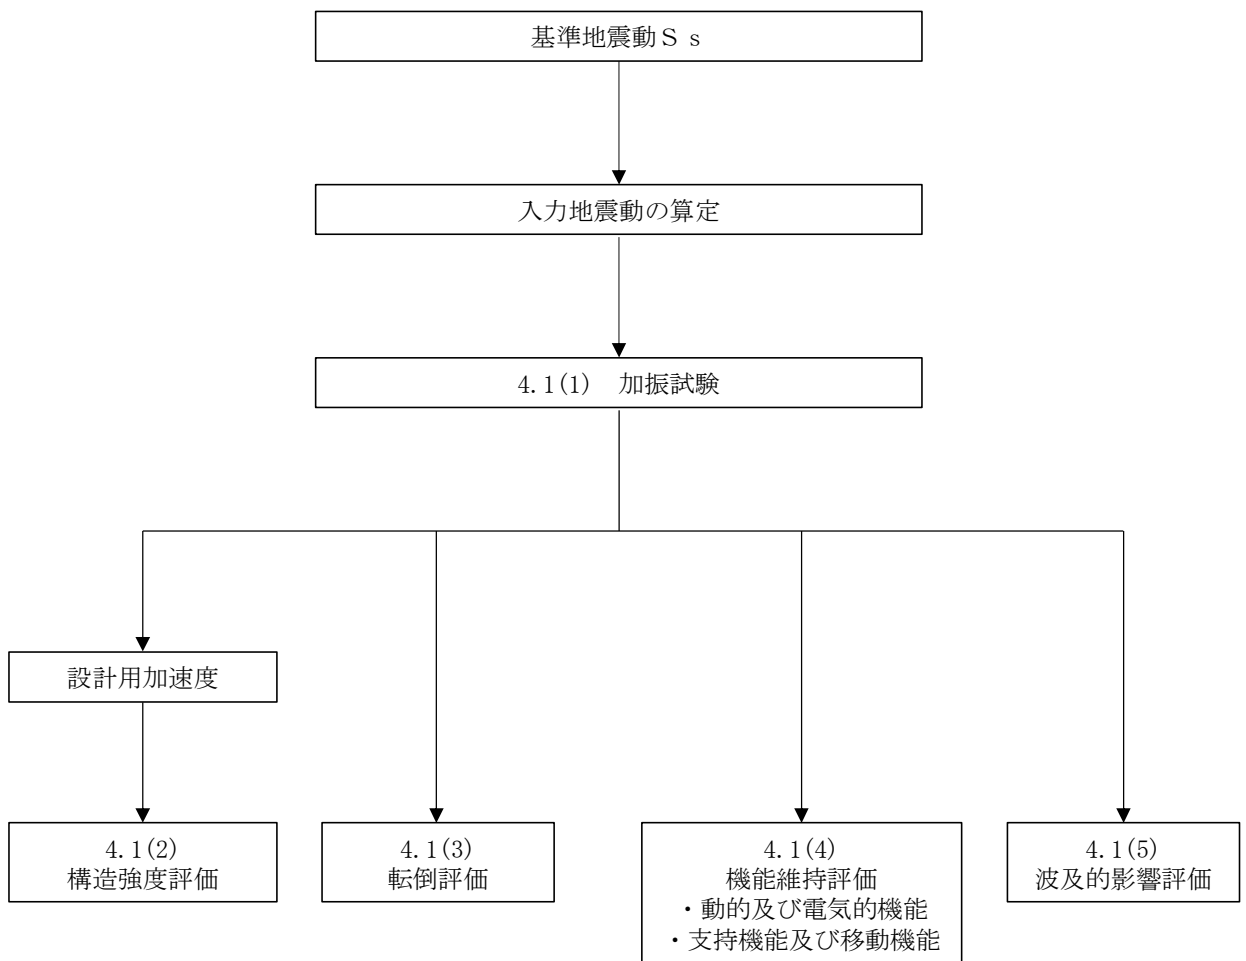 基準地震動Ｓｓ
入力地震動の算定
4.1(1)　加振試験
設計用加速度
4.1(2)
構造強度評価
4.1(3)
転倒評価
4.1(4)
機能維持評価
・動的及び電気的機能
・支持機能及び移動機能
4.1(5)
波及的影響評価